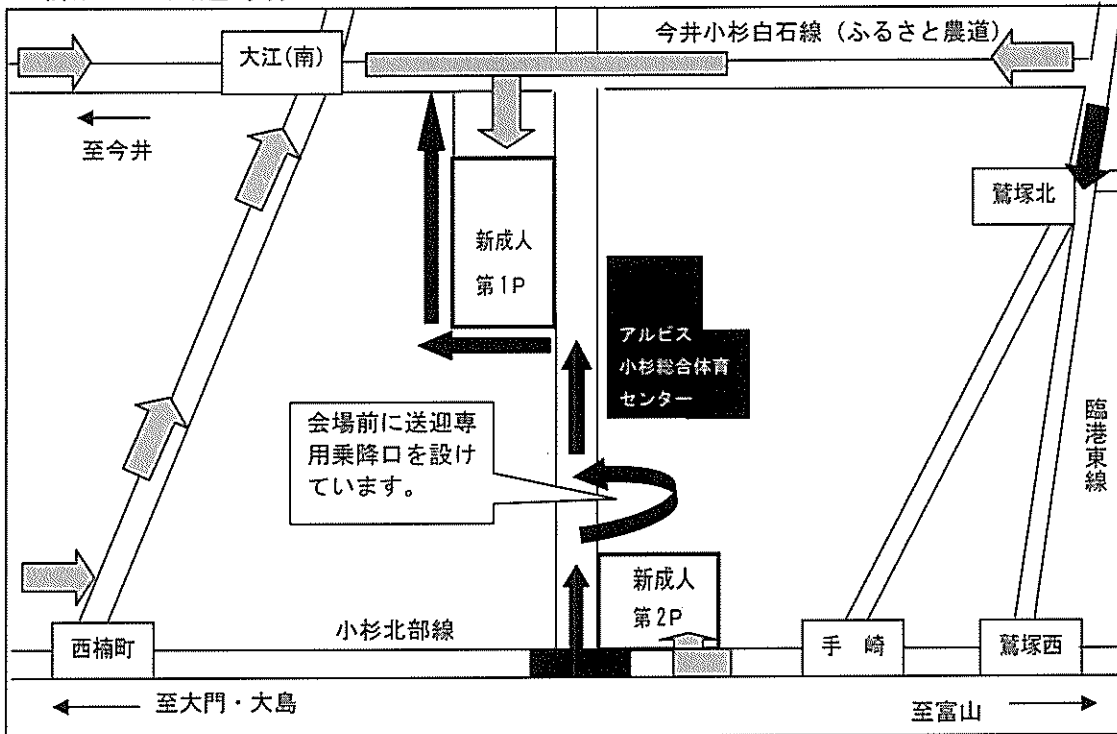 今井小杉白石線（ふるさと農道）
大江(南)
至今井
鷲塚北
新成人
第1P
アルビス
小杉総合体育
センター
会場前に送迎専
用乗降口を設け
ています。
臨港東線
新成人
第2P
小杉北部線
西楠町
手　崎
鷲塚西
至大門・大島
至富山